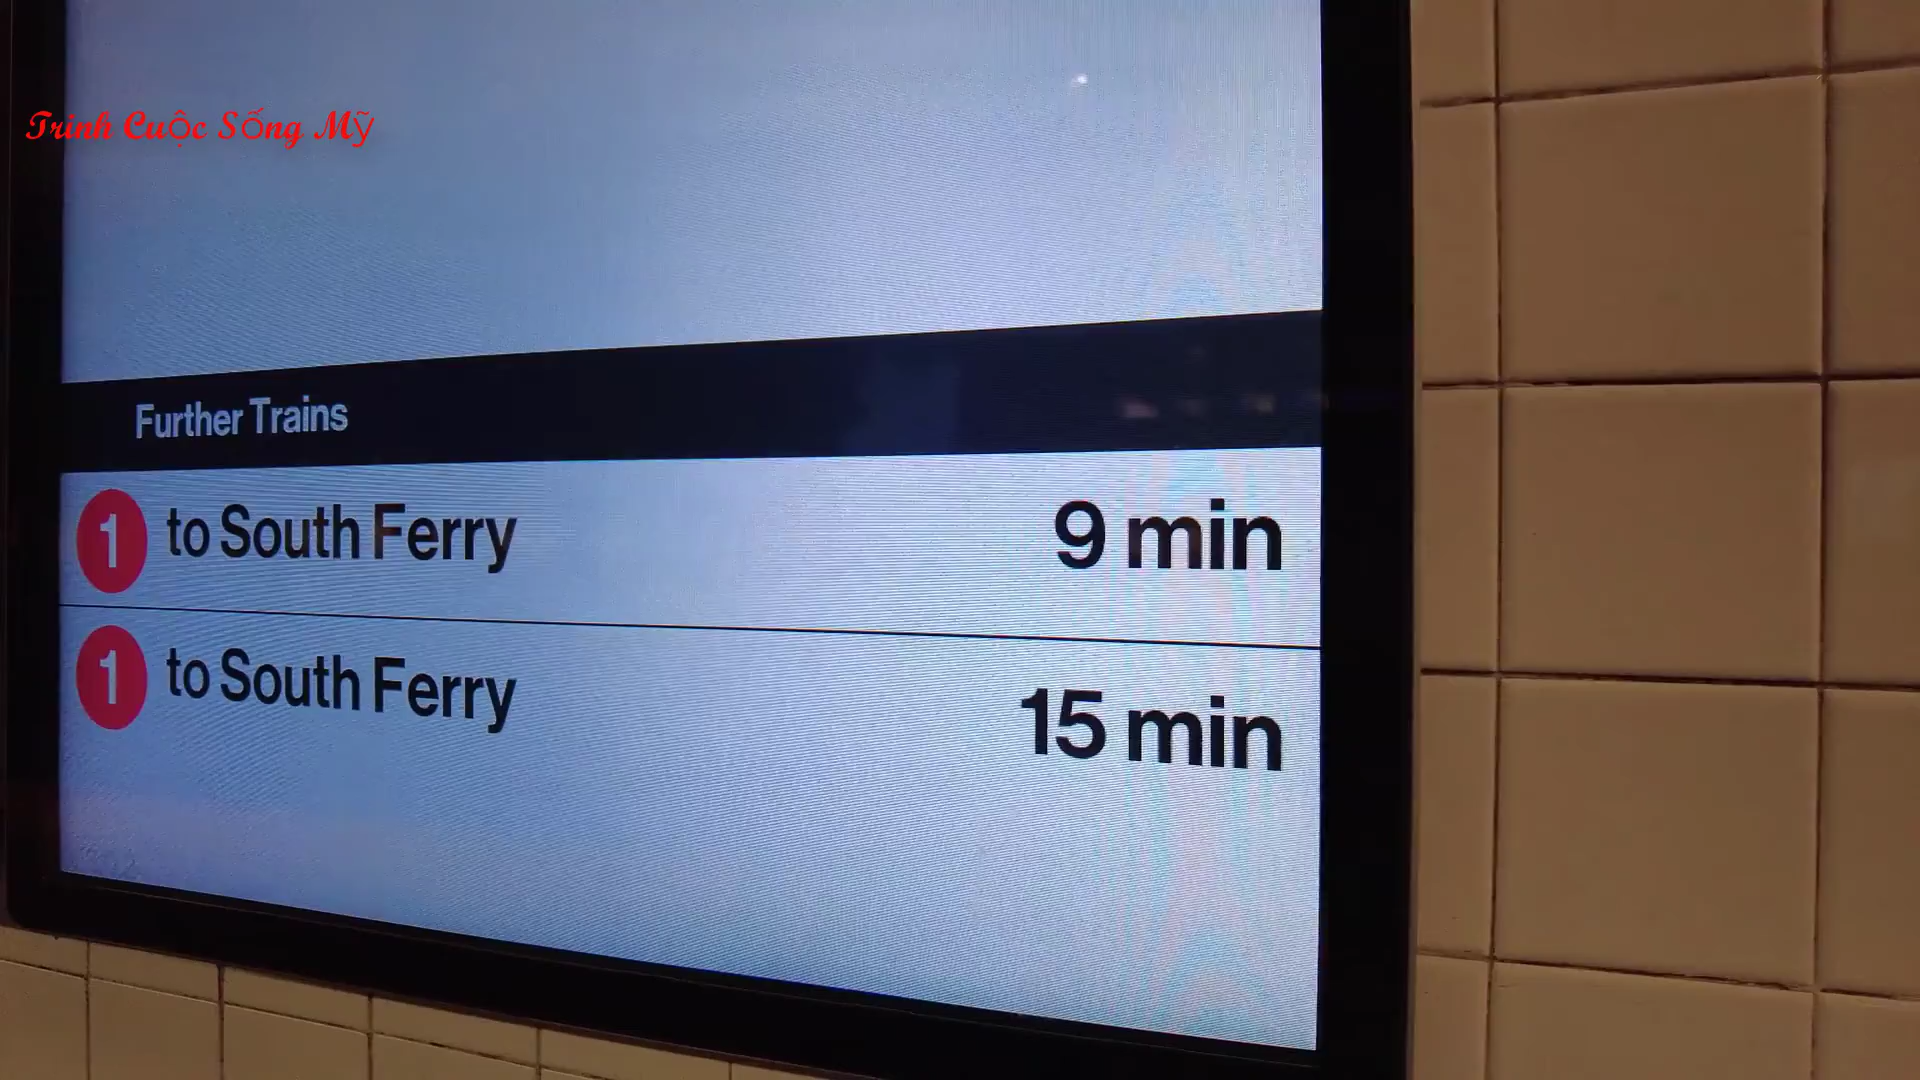 Trinh Cuộc Sống Mỹ
Further Trains
1 to South Ferry 9 min
1 to South Ferry 15 min